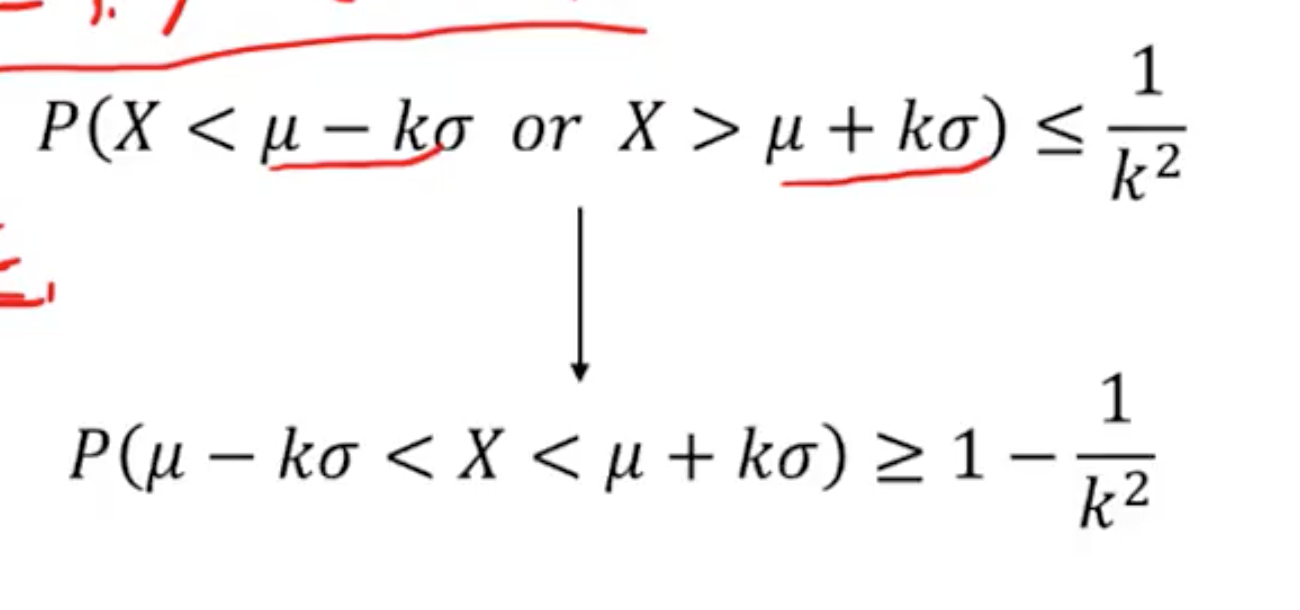 P(X < μ − kσ or X > μ + kσ) ≤ 1/k²
P(μ − kσ < X < μ + kσ) ≥ 1 − 1/k²